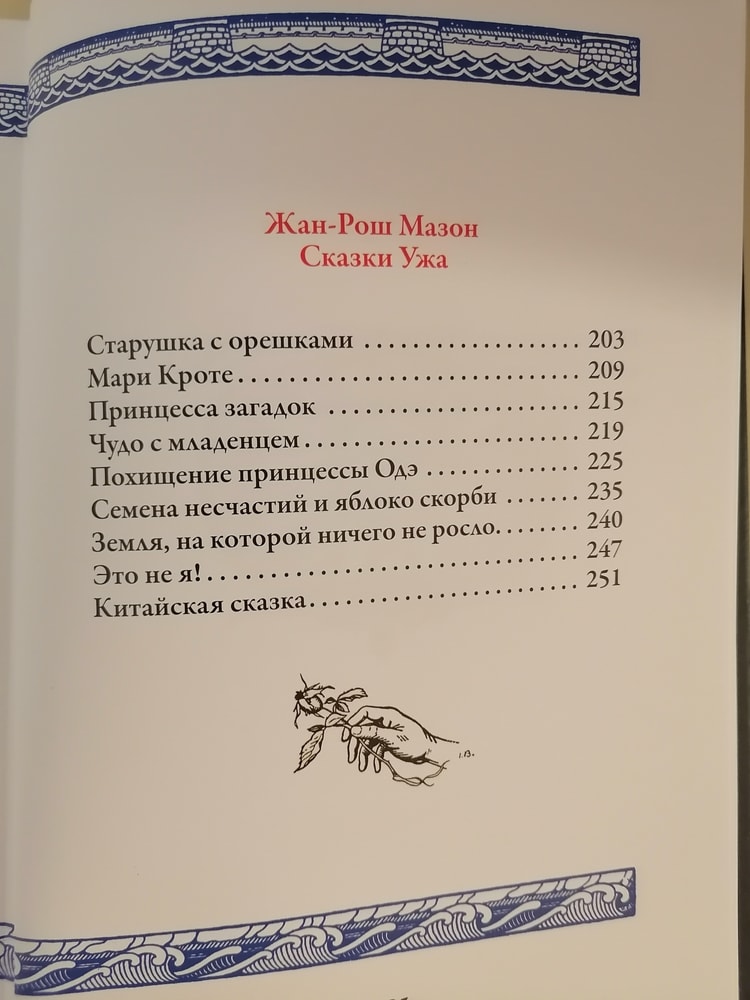 Жан-Рош Мазон
Сказки Ужа
Старушка с орешками .................... 203
Мари Кроте................................ 209
Принцесса загадок ....................... 215
Чудо с младенцем.......................... 219
Похищение принцессы Одэ .............. 225
Семена несчастий и яблоко скорби ....... 235
Земля, на которой ничего не росло........ 240
Это не я!................................... 247
Китайская сказка.......................... 251
I.B.